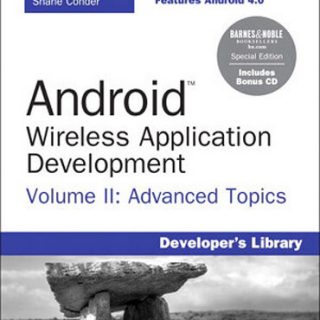 Shane Conder
Features Android 4.0
BARNES & NOBLE
BOOKSELLERS
bn.com
Special Edition
Includes
Bonus CD
Android™
Wireless Application
Development
Volume II: Advanced Topics
Developer's Library